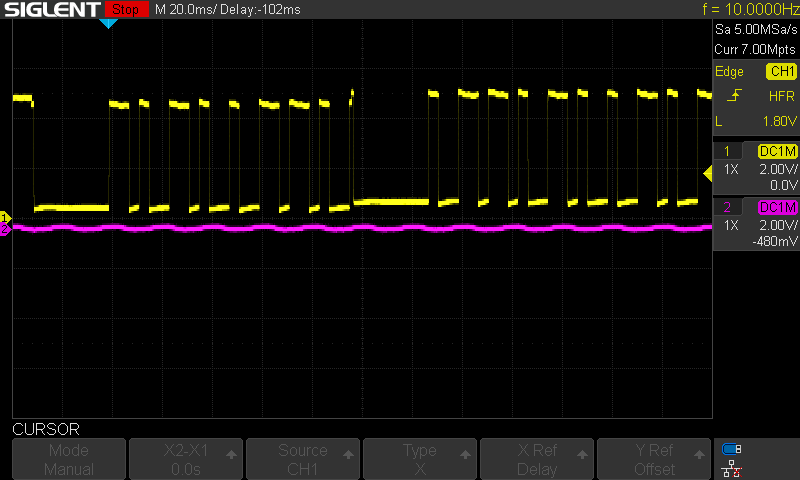 SIGLENT Stop M 20.0ms/ Delay:-102ms f = 10.0000Hz
Sa 5.00MSa/s
Curr 7.00Mpts
Edge CH1
HFR
L 1.80V
1 DC1M
1X 2.00V/
0.0V
2 DC1M
1X 2.00V/
-480mV
1
2
CURSOR
Mode X2-X1 Source Type X Ref Y Ref
Manual 0.0s CH1 X Delay Offset